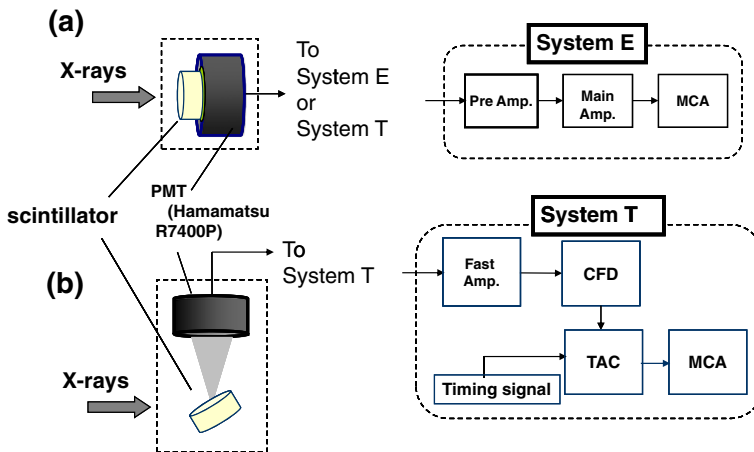 (a)
X-rays
To
System E
or
System T
System E
Pre Amp.
Main
Amp.
MCA
scintillator
PMT
(Hamamatsu
R7400P)
(b)
X-rays
To
System T
System T
Fast
Amp.
CFD
TAC
MCA
Timing signal